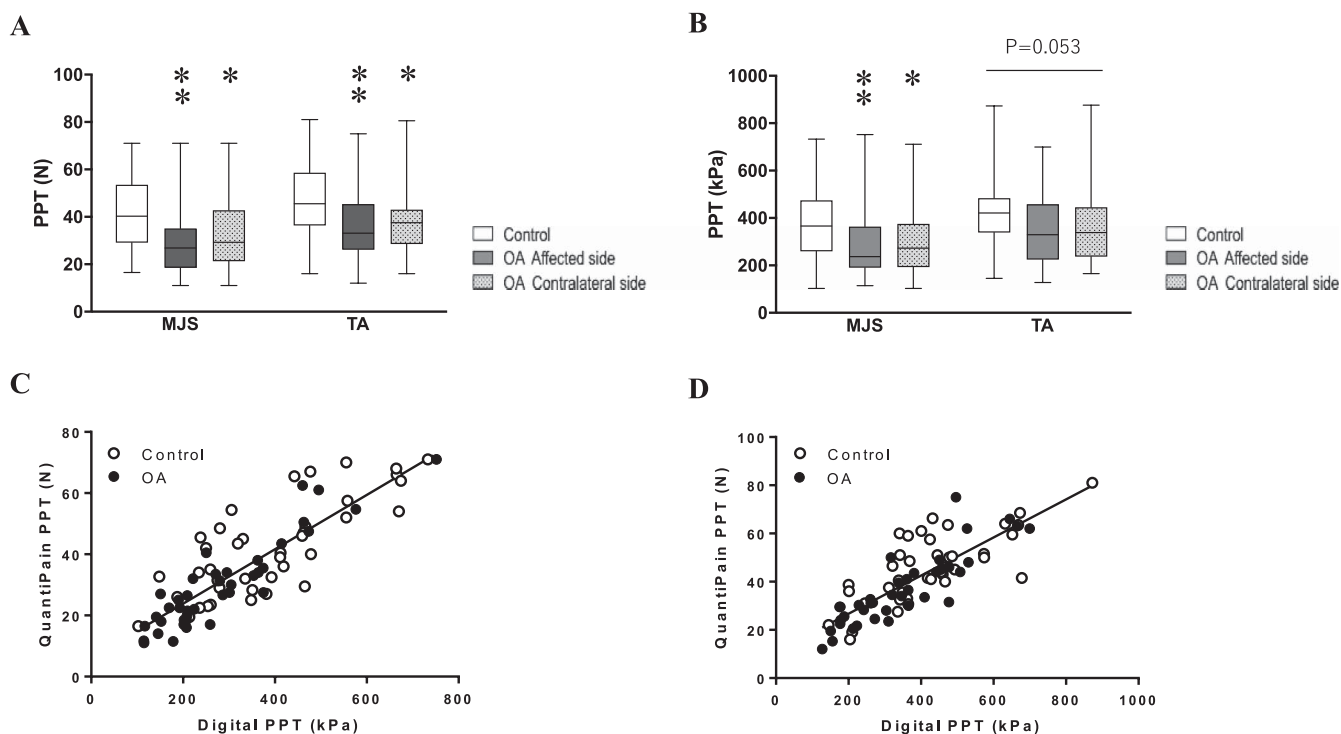 A
PPT (N)
100
80
60
40
20
0
* *
* * * *
MJS
TA
Control
OA Affected side
OA Contralateral side
B
P=0.053
PPT (kPa)
1000
800
600
400
200
0
* *
*
MJS
TA
Control
OA Affected side
OA Contralateral side
C
QuantiPain PPT (N)
80
60
40
20
0
Control
OA
0 200 400 600 800
Digital PPT (kPa)
D
QuantiPain PPT (N)
100
80
60
40
20
0
Control
OA
0 200 400 600 800 1000
Digital PPT (kPa)